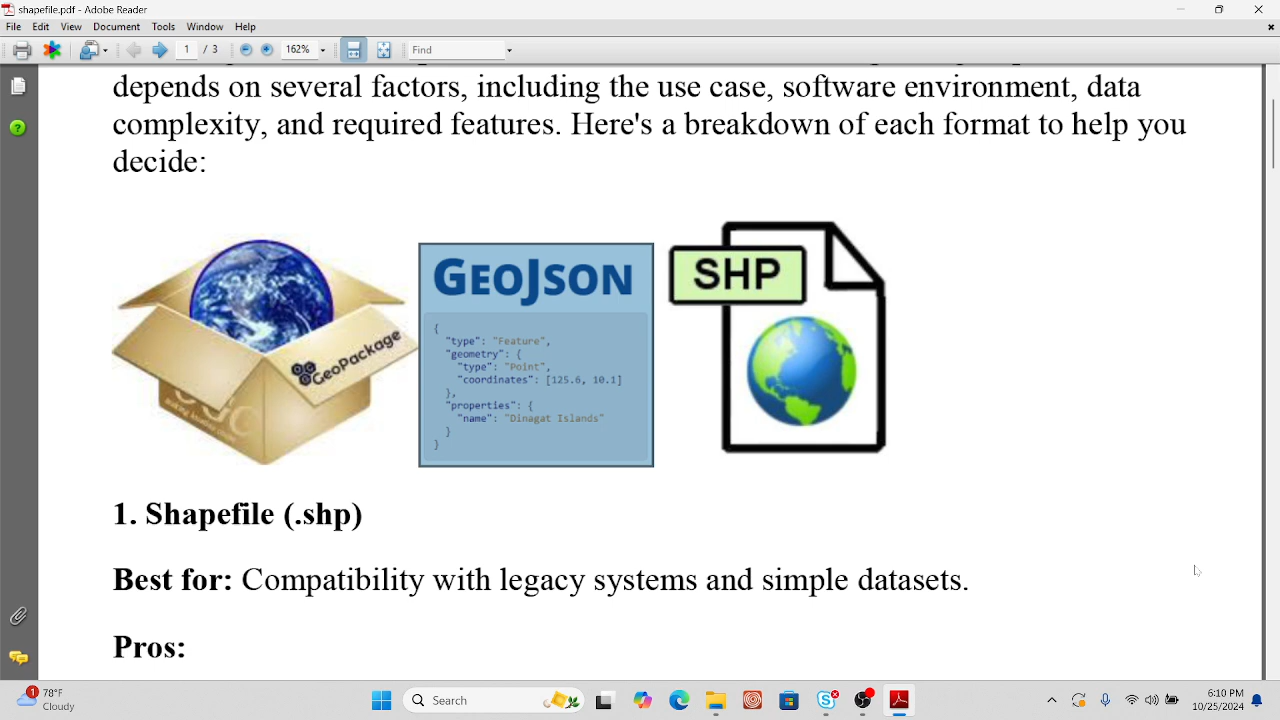 shapefile.pdf - Adobe Reader
File Edit View Document Tools Window Help
1 / 3 162% Find
depends on several factors, including the use case, software environment, data
complexity, and required features. Here's a breakdown of each format to help you
decide:
GeoPackage
GEOJSON
{
"type": "Feature",
"geometry": {
"type": "Point",
"coordinates": [125.6, 10.1]
},
"properties": {
"name": "Dinagat Islands"
}
}
SHP
1. Shapefile (.shp)
Best for: Compatibility with legacy systems and simple datasets.
Pros:
1
78°F
Cloudy
Search
6:10 PM
10/25/2024